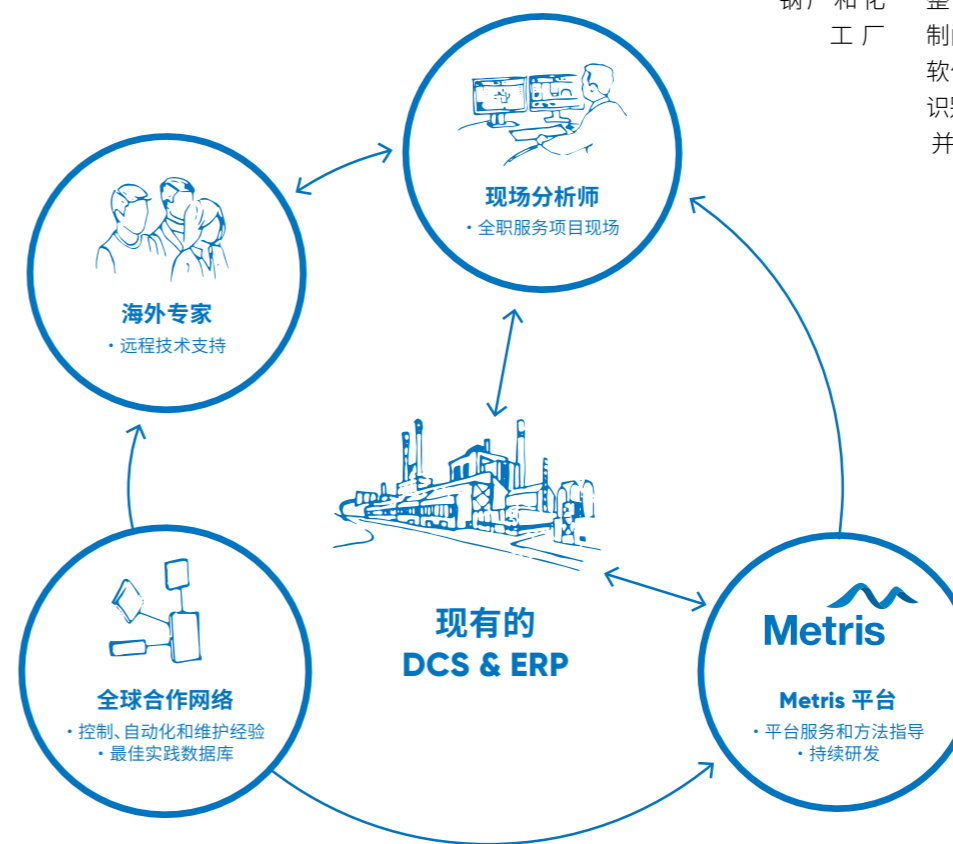 工 厂
制
软
并
现场分析师
・全职服务项目现场
海外专家
・远程技术支持
现有的
DCS & ERP
Metris
全球合作网络
・控制、自动化和维护经验
・最佳实践数据库
Metris 平台
・平台服务和方法指导
・持续研发